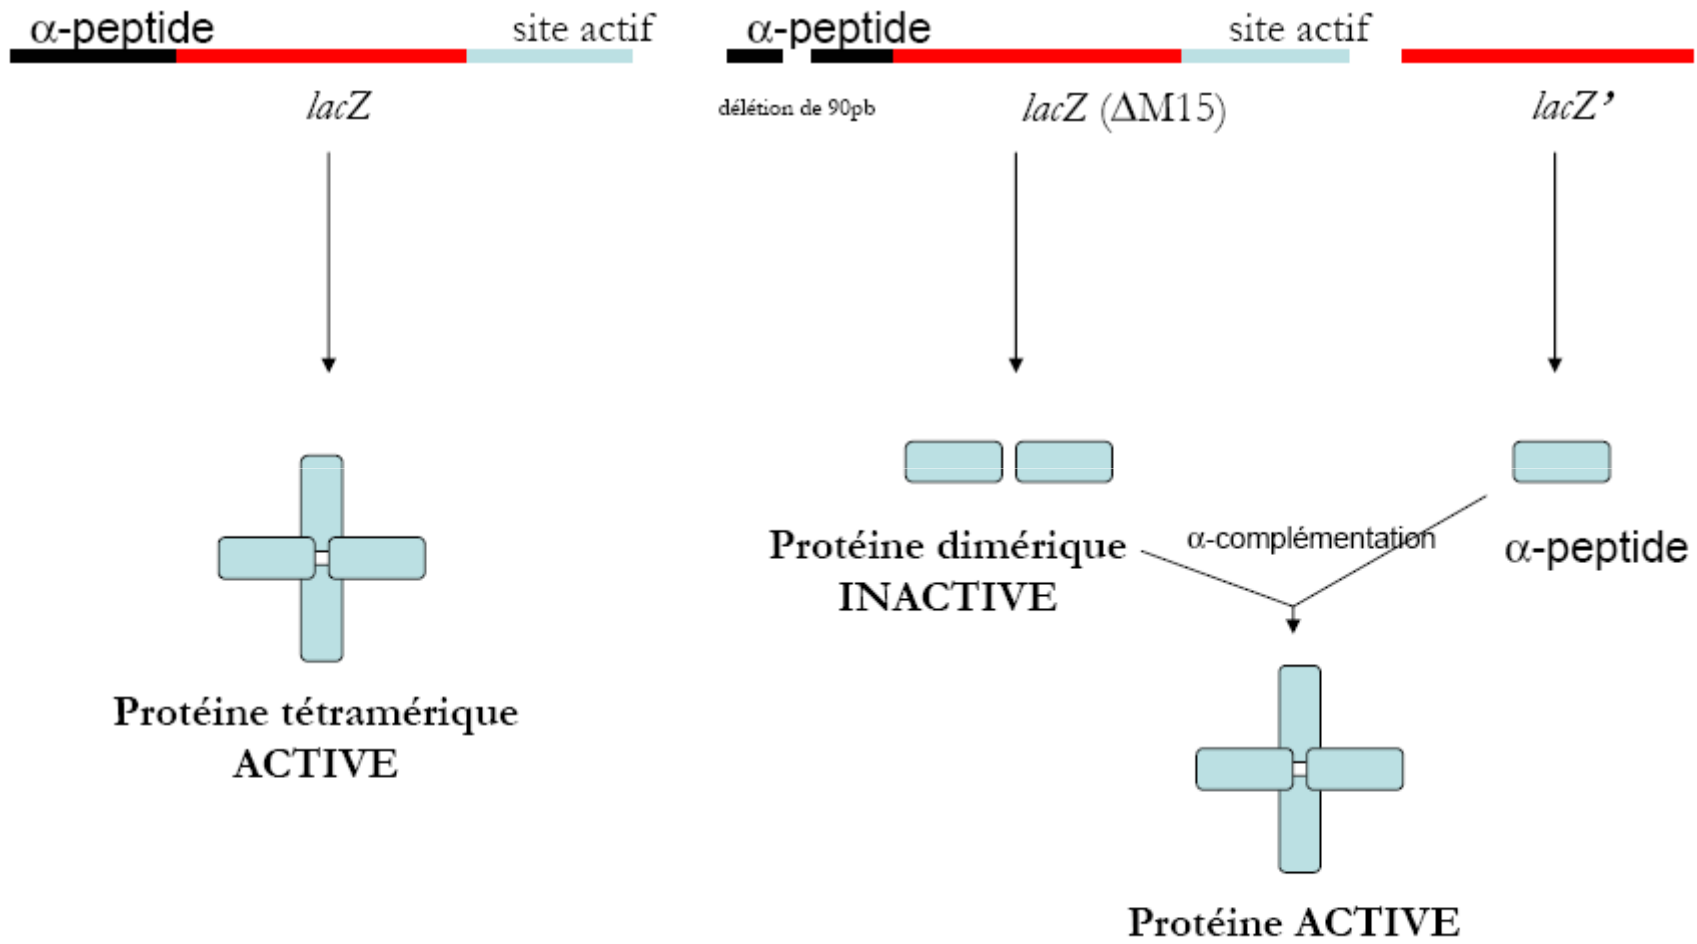 α-peptide
site actif
α-peptide
site actif
lacZ
délétion de 90pb
lacZ (ΔM15)
lacZ’
Protéine dimérique
INACTIVE
α-complémentation
α-peptide
Protéine tétramérique
ACTIVE
Protéine ACTIVE